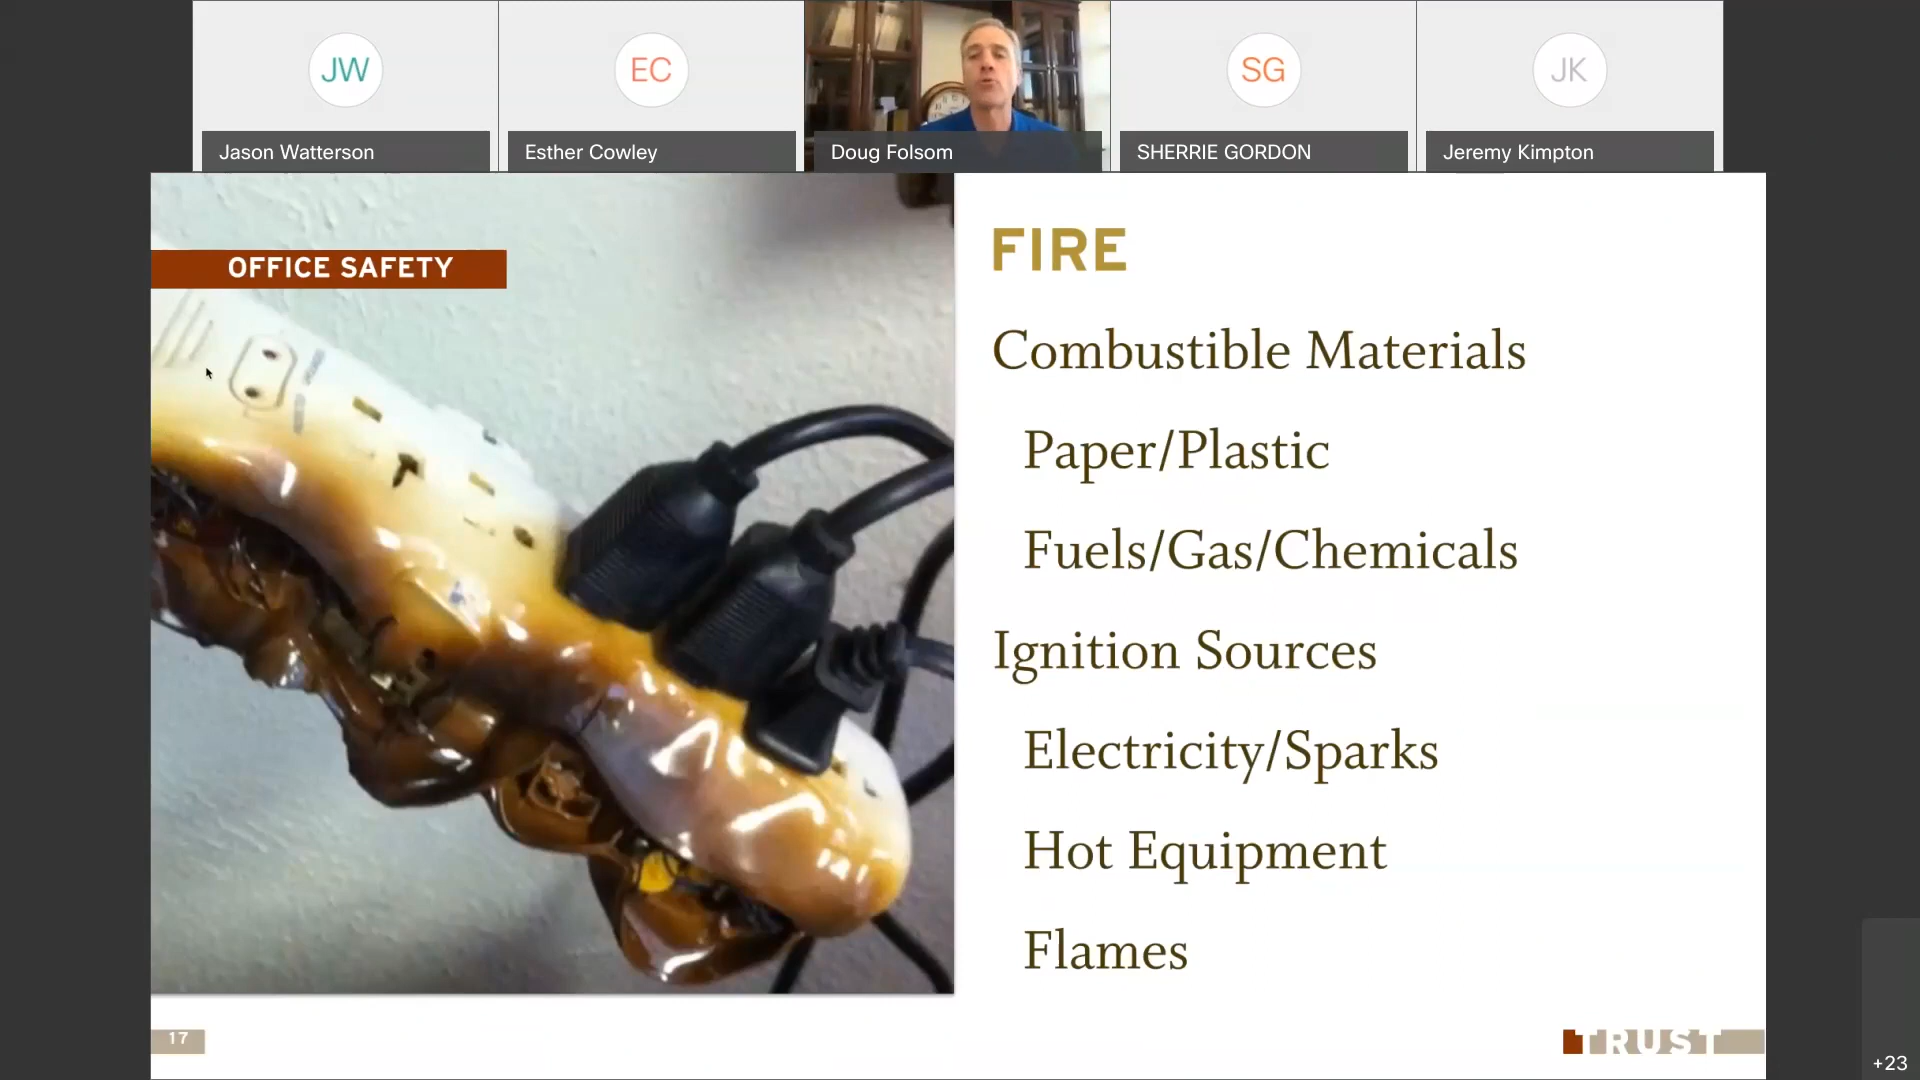 JW
EC
SG
JK
Jason Watterson
Esther Cowley
Doug Folsom
SHERRIE GORDON
Jeremy Kimpton
OFFICE SAFETY
FIRE
Combustible Materials
Paper/Plastic
Fuels/Gas/Chemicals
Ignition Sources
Electricity/Sparks
Hot Equipment
Flames
17
TRUST
+23